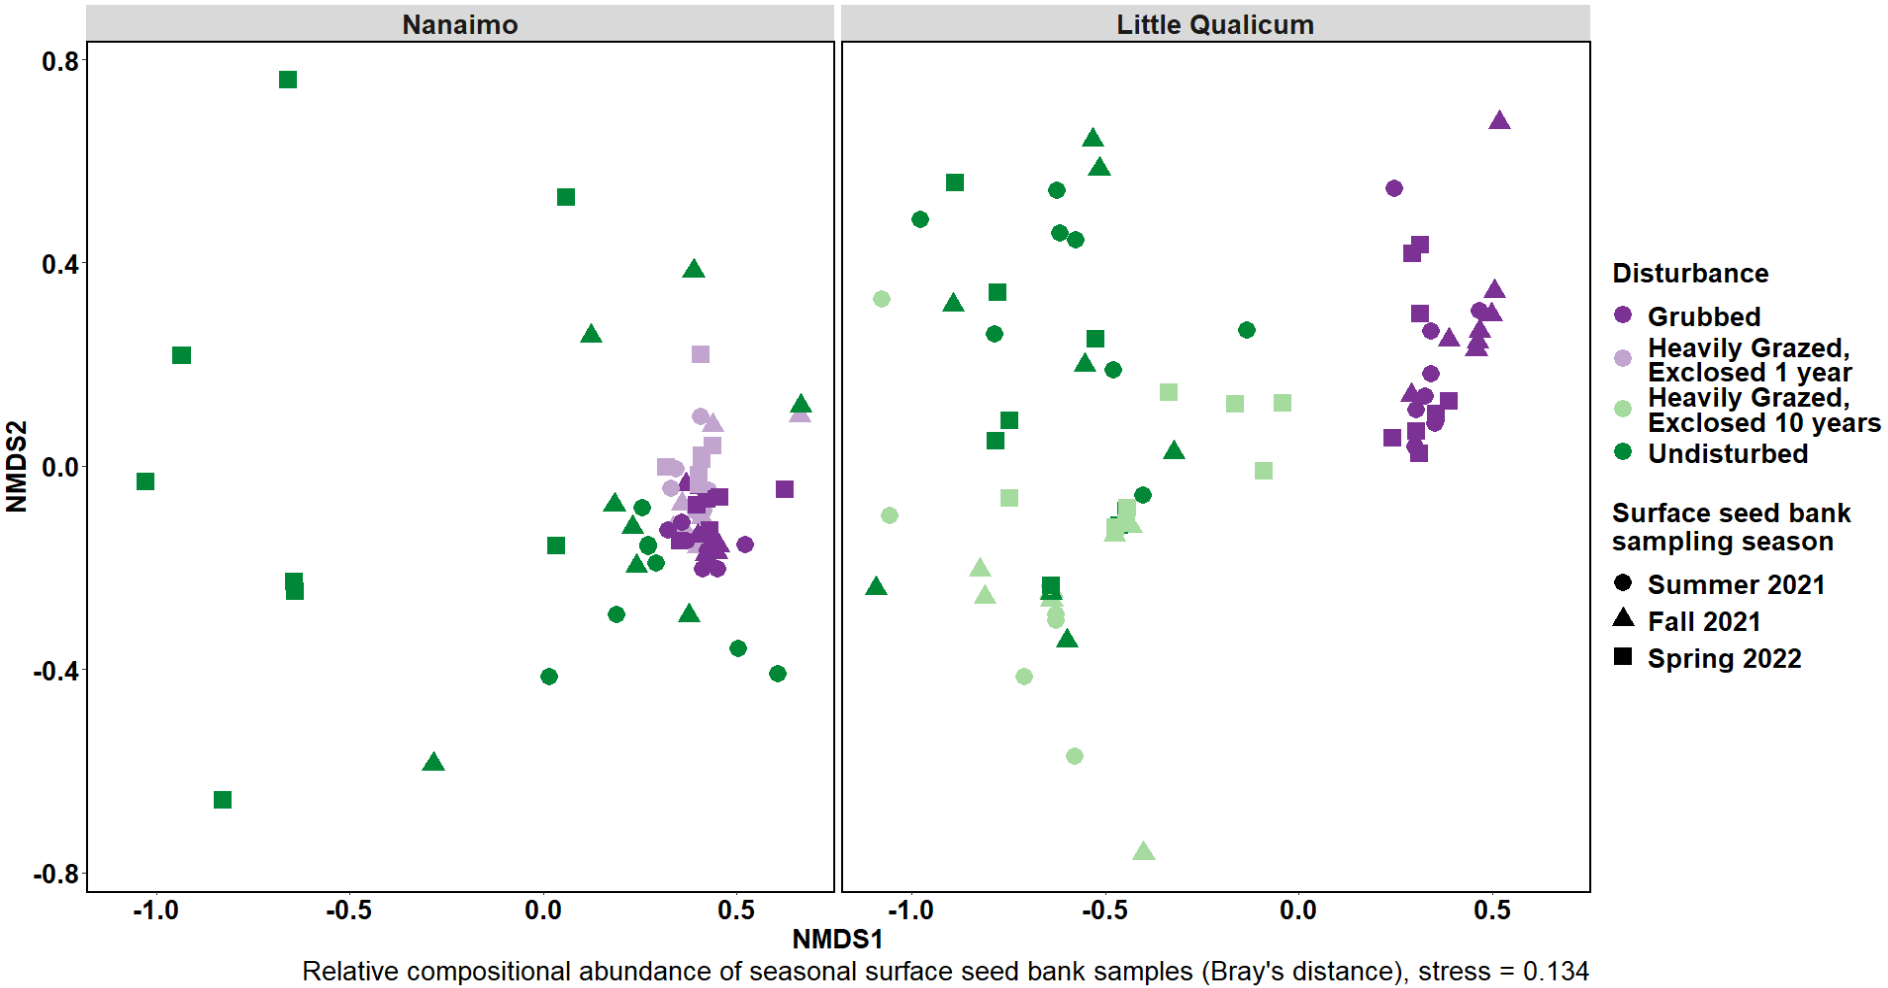 Nanaimo
Little Qualicum
0.8
0.4
0.0
-0.4
-0.8
NMDS2
-1.0
-0.5
0.0
0.5
-1.0
-0.5
0.0
0.5
NMDS1
Relative compositional abundance of seasonal surface seed bank samples (Bray's distance), stress = 0.134
Disturbance
Grubbed
Heavily Grazed,
Exclosed 1 year
Heavily Grazed,
Exclosed 10 years
Undisturbed
Surface seed bank
sampling season
Summer 2021
Fall 2021
Spring 2022